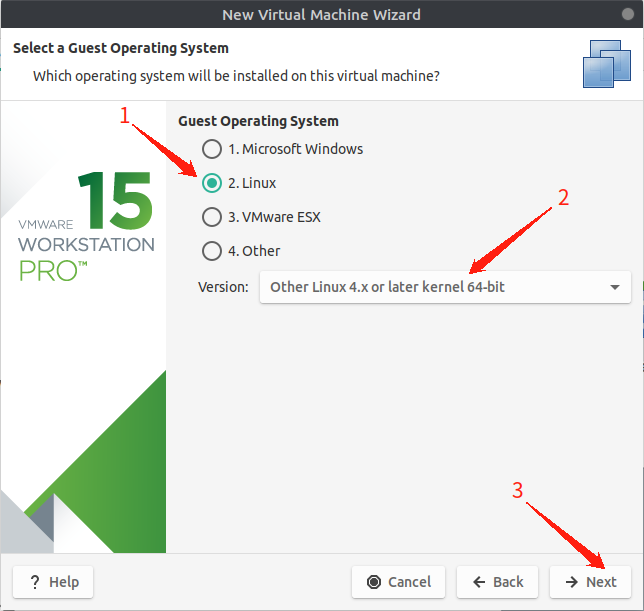 New Virtual Machine Wizard
Select a Guest Operating System
Which operating system will be installed on this virtual machine?
1
Guest Operating System
1. Microsoft Windows
2. Linux
3. VMware ESX
4. Other
2
Version: Other Linux 4.x or later kernel 64-bit
15
VMWARE
WORKSTATION
PRO™
3
? Help
Cancel
Back
Next